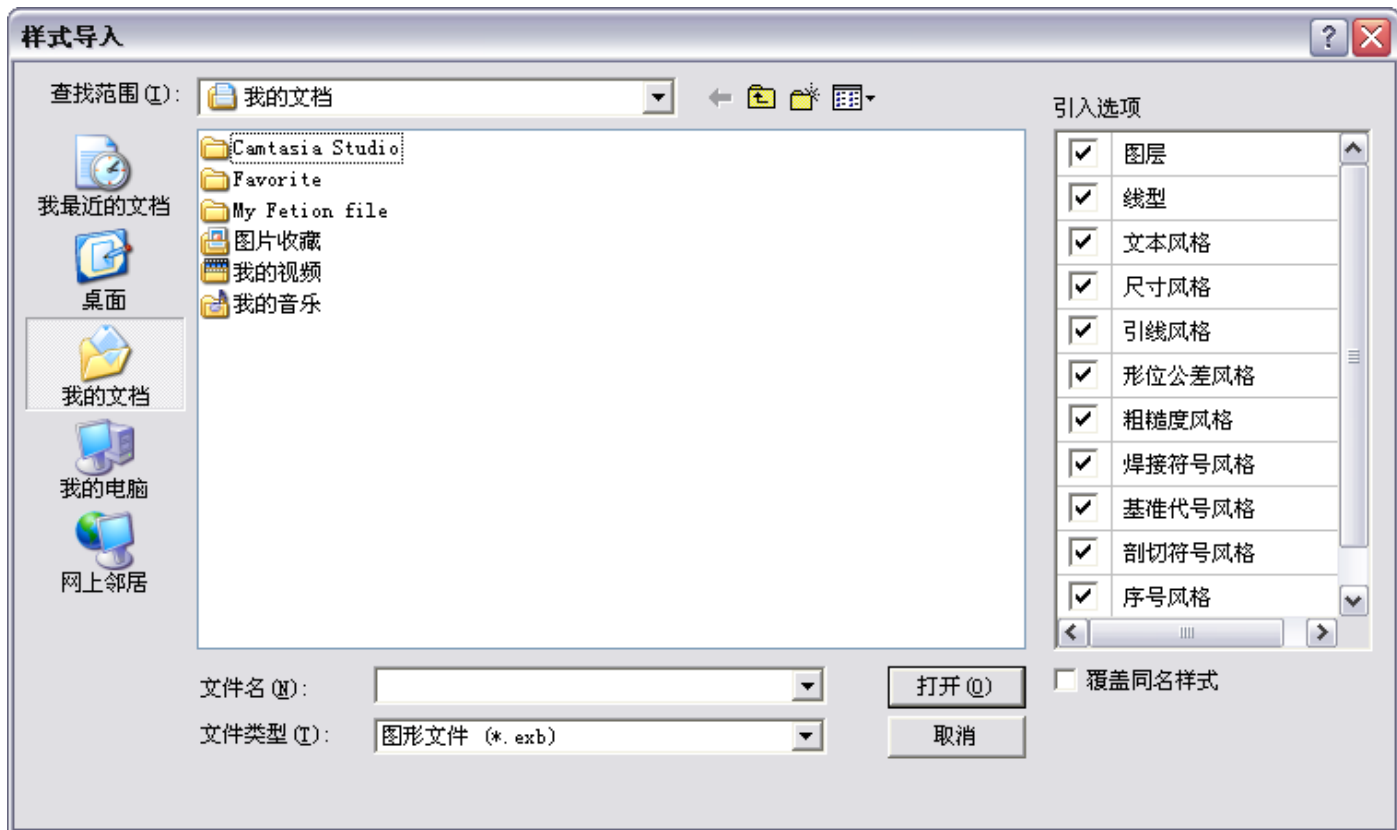 样式导入
查找范围(I):
我的文档
我最近的文档
桌面
我的文档
我的电脑
网上邻居
Camtasia Studio
Favorite
My Fetion file
图片收藏
我的视频
我的音乐
文件名(N):
打开(O)
文件类型(T):
图形文件 (*.exb)
取消
引入选项
图层
线型
文本风格
尺寸风格
引线风格
形位公差风格
粗糙度风格
焊接符号风格
基准代号风格
剖切符号风格
序号风格
覆盖同名样式